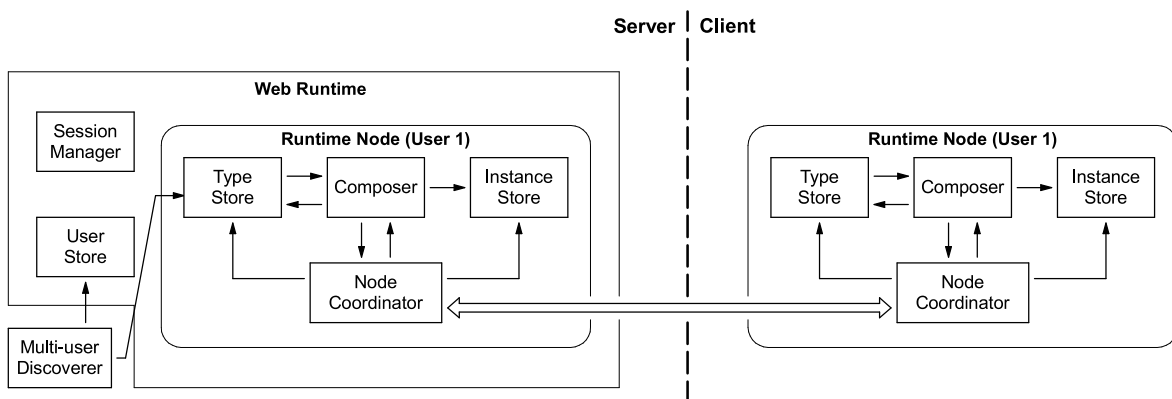 Server Client
Web Runtime
Session
Manager
User
Store
Multi-user
Discoverer
Runtime Node (User 1)
Type
Store
Composer
Instance
Store
Node
Coordinator
Runtime Node (User 1)
Type
Store
Composer
Instance
Store
Node
Coordinator